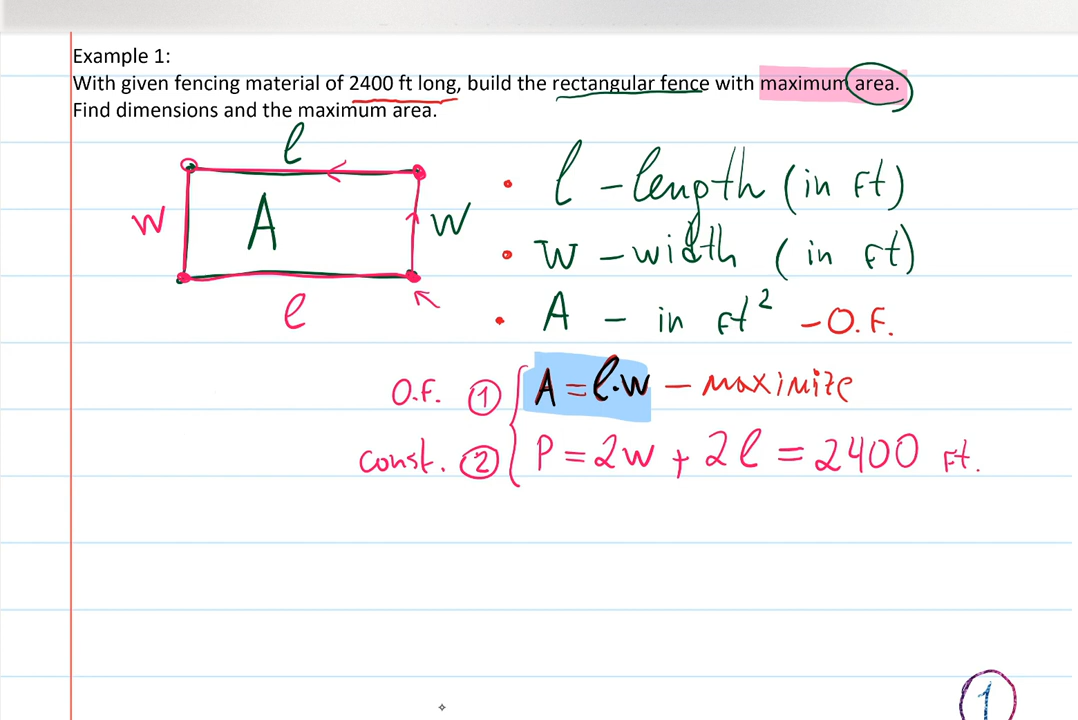 Example 1:
With given fencing material of 2400 ft long, build the rectangular fence with maximum area.
Find dimensions and the maximum area.
l
w A w
l
• l - length (in ft)
• w - width (in ft)
• A - in ft² - O.F.
O.F. ① { A = l·w - maximize
const. ② { P = 2w + 2l = 2400 Ft.
1